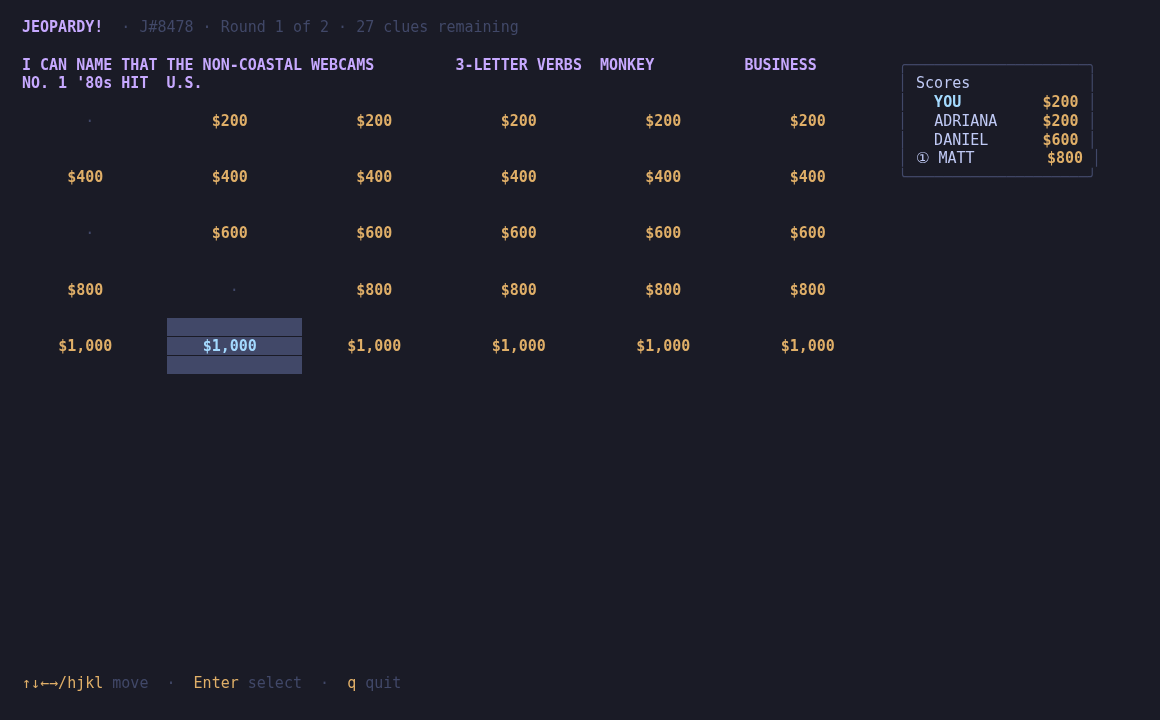 JEOPARDY! · J#8478 · Round 1 of 2 · 27 clues remaining
I CAN NAME THAT THE NON-COASTAL WEBCAMS 3-LETTER VERBS MONKEY BUSINESS
NO. 1 '80s HIT U.S.
Scores
YOU $200
ADRIANA $200
DANIEL $600
① MATT $800
· $200 $200 $200 $200 $200
$400 $400 $400 $400 $400 $400
· $600 $600 $600 $600 $600
$800 · $800 $800 $800 $800
$1,000 $1,000 $1,000 $1,000 $1,000 $1,000
↑↓←→/hjkl move · Enter select · q quit